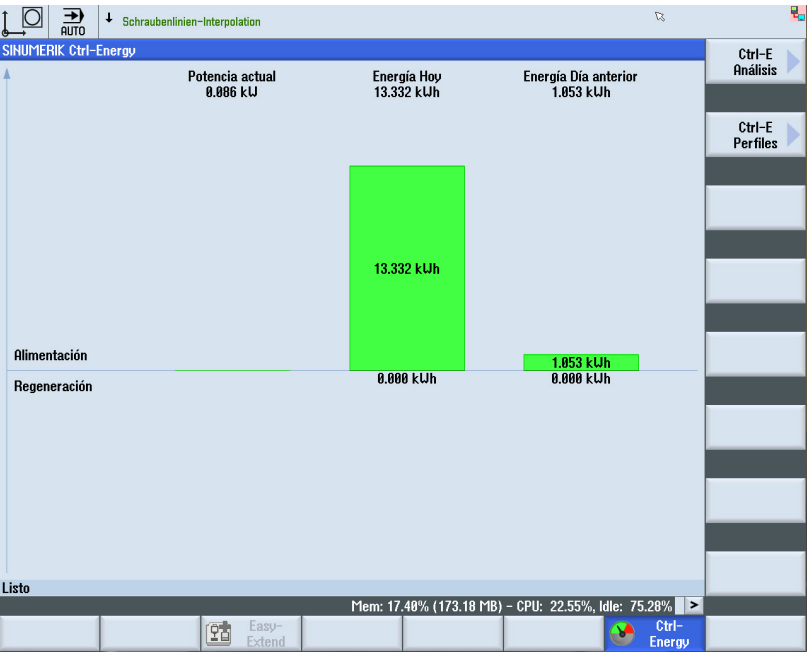 AUTO
Schraubenlinien-Interpolation
SINUMERIK Ctrl-Energy
Ctrl-E
Análisis
Potencia actual
0.086 kW
Energía Hoy
13.332 kWh
Energía Día anterior
1.053 kWh
Ctrl-E
Perfiles
13.332 kWh
Alimentación
1.053 kWh
Regeneración
0.000 kWh
0.000 kWh
Listo
Mem: 17.40% (173.18 MB) - CPU: 22.55%, Idle: 75.28%
>
Easy-
Extend
Ctrl-
Energy